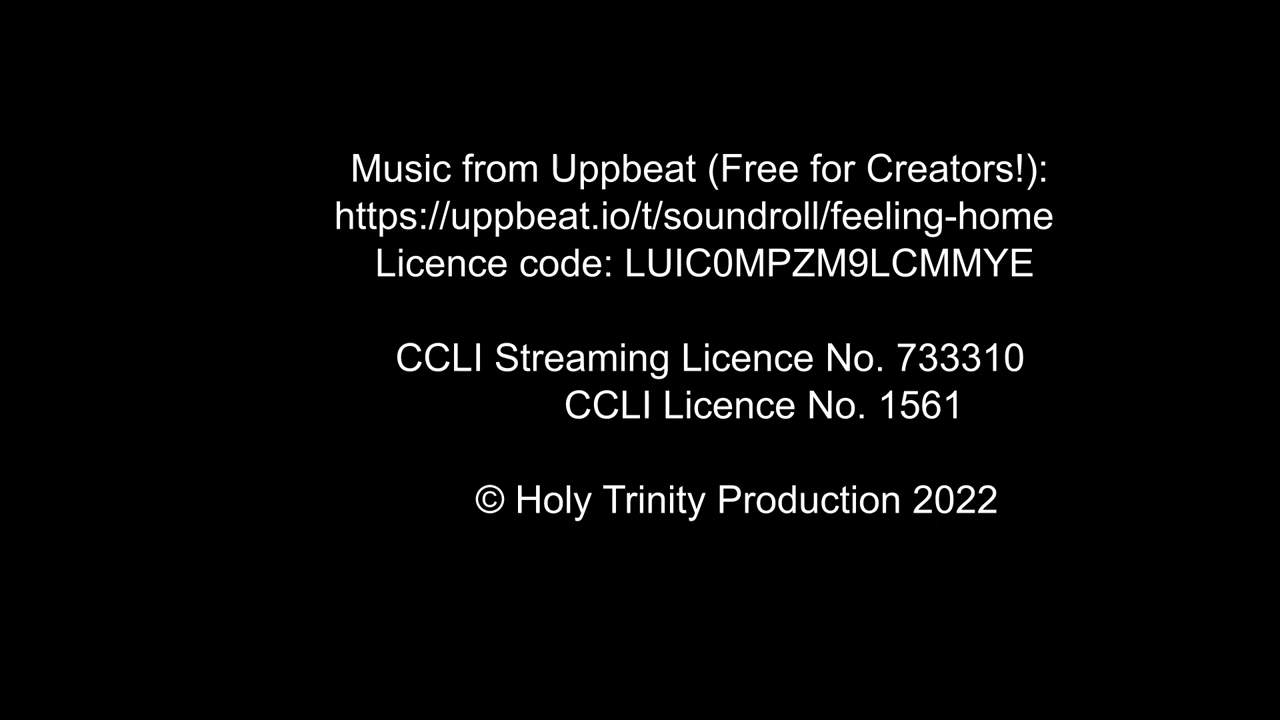 Music from Uppbeat (Free for Creators!):
https://uppbeat.io/t/soundroll/feeling-home
Licence code: LUIC0MPZM9LCMMYE
CCLI Streaming Licence No. 733310
CCLI Licence No. 1561
© Holy Trinity Production 2022